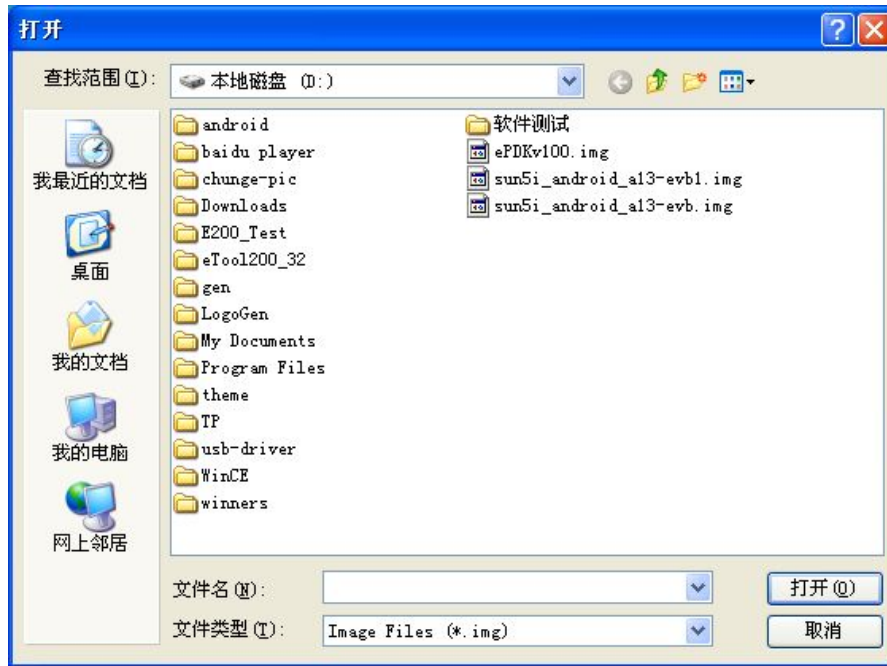 打开
查找范围(I):
本地磁盘 (D:)
我最近的文档
桌面
我的文档
我的电脑
网上邻居
android
baidu player
chunge-pic
Downloads
E200_Test
eTool200_32
gen
LogoGen
My Documents
Program Files
theme
TP
usb-driver
WinCE
winners
软件测试
ePDKv100.img
sun5i_android_a13-evb1.img
sun5i_android_a13-evb.img
文件名(N):
打开(O)
文件类型(T):
Image Files (*.img)
取消